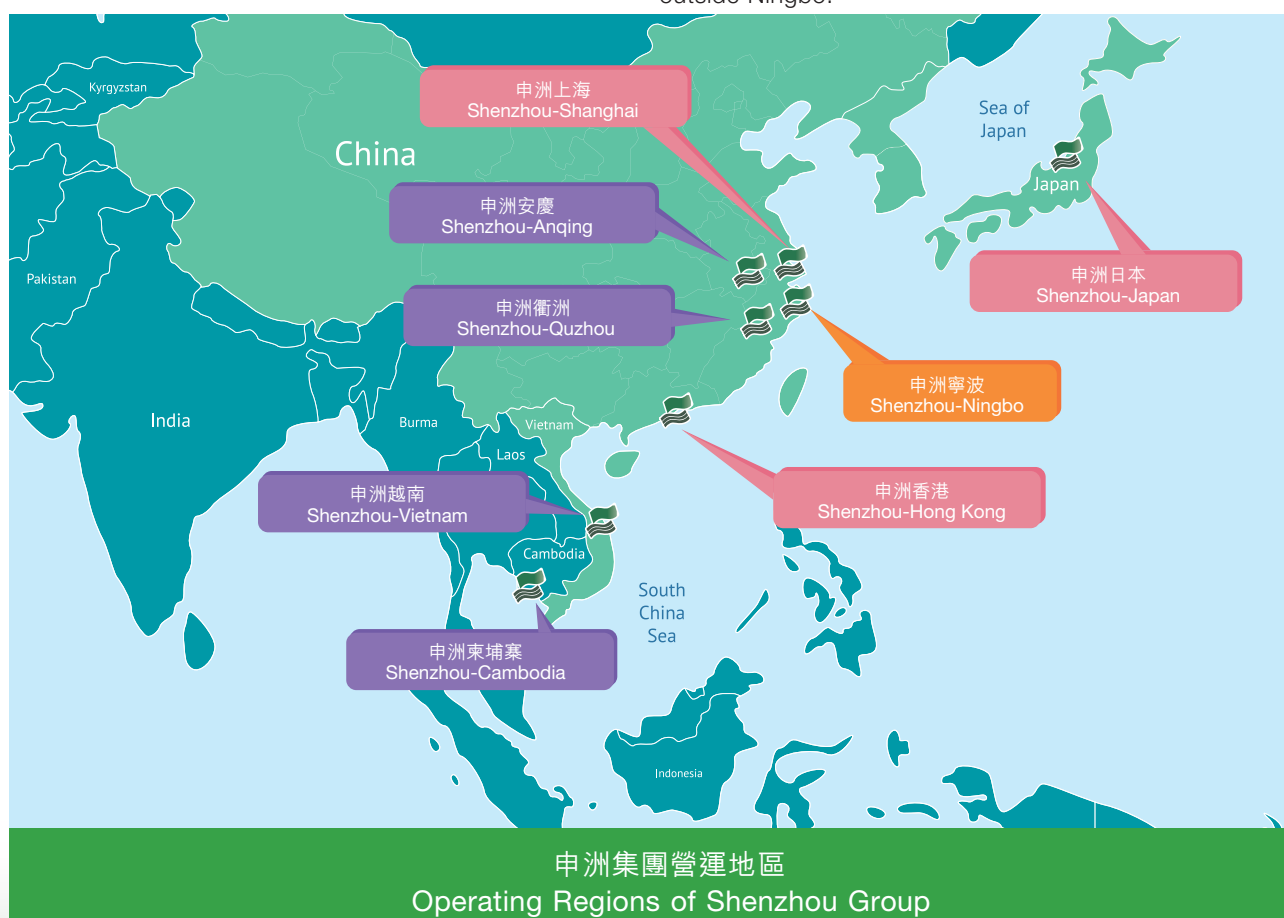 outside Ningbo.
Kyrgyzstan
申洲上海
Shenzhou-Shanghai
Sea of
Japan
China
Japan
申洲安慶
Shenzhou-Anqing
申洲日本
Shenzhou-Japan
Pakistan
申洲衢洲
Shenzhou-Quzhou
申洲寧波
Shenzhou-Ningbo
India
Burma
Vietnam
Laos
申洲越南
Shenzhou-Vietnam
申洲香港
Shenzhou-Hong Kong
Cambodia
South
China
Sea
申洲柬埔寨
Shenzhou-Cambodia
Indonesia
申洲集團營運地區
Operating Regions of Shenzhou Group